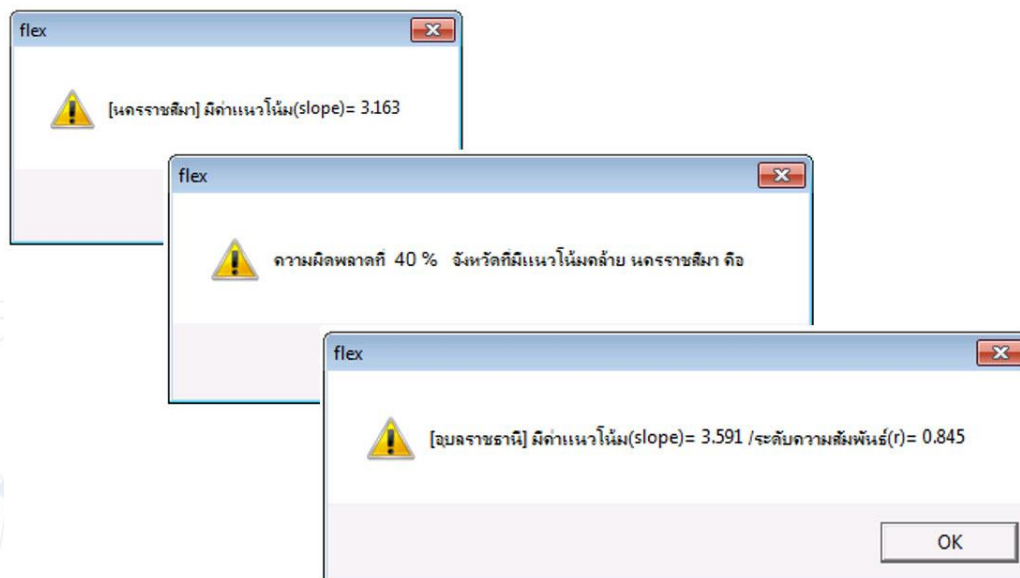 flex
[นครราชสีมา] มีค่าแนวโน้ม(slope)= 3.163
flex
ความผิดพลาดที่ 40 % จังหวัดที่มีแนวโน้มคล้าย นครราชสีมา คือ
flex
[อุบลราชธานี] มีค่าแนวโน้ม(slope)= 3.591 /ระดับความสัมพันธ์(r)= 0.845
OK